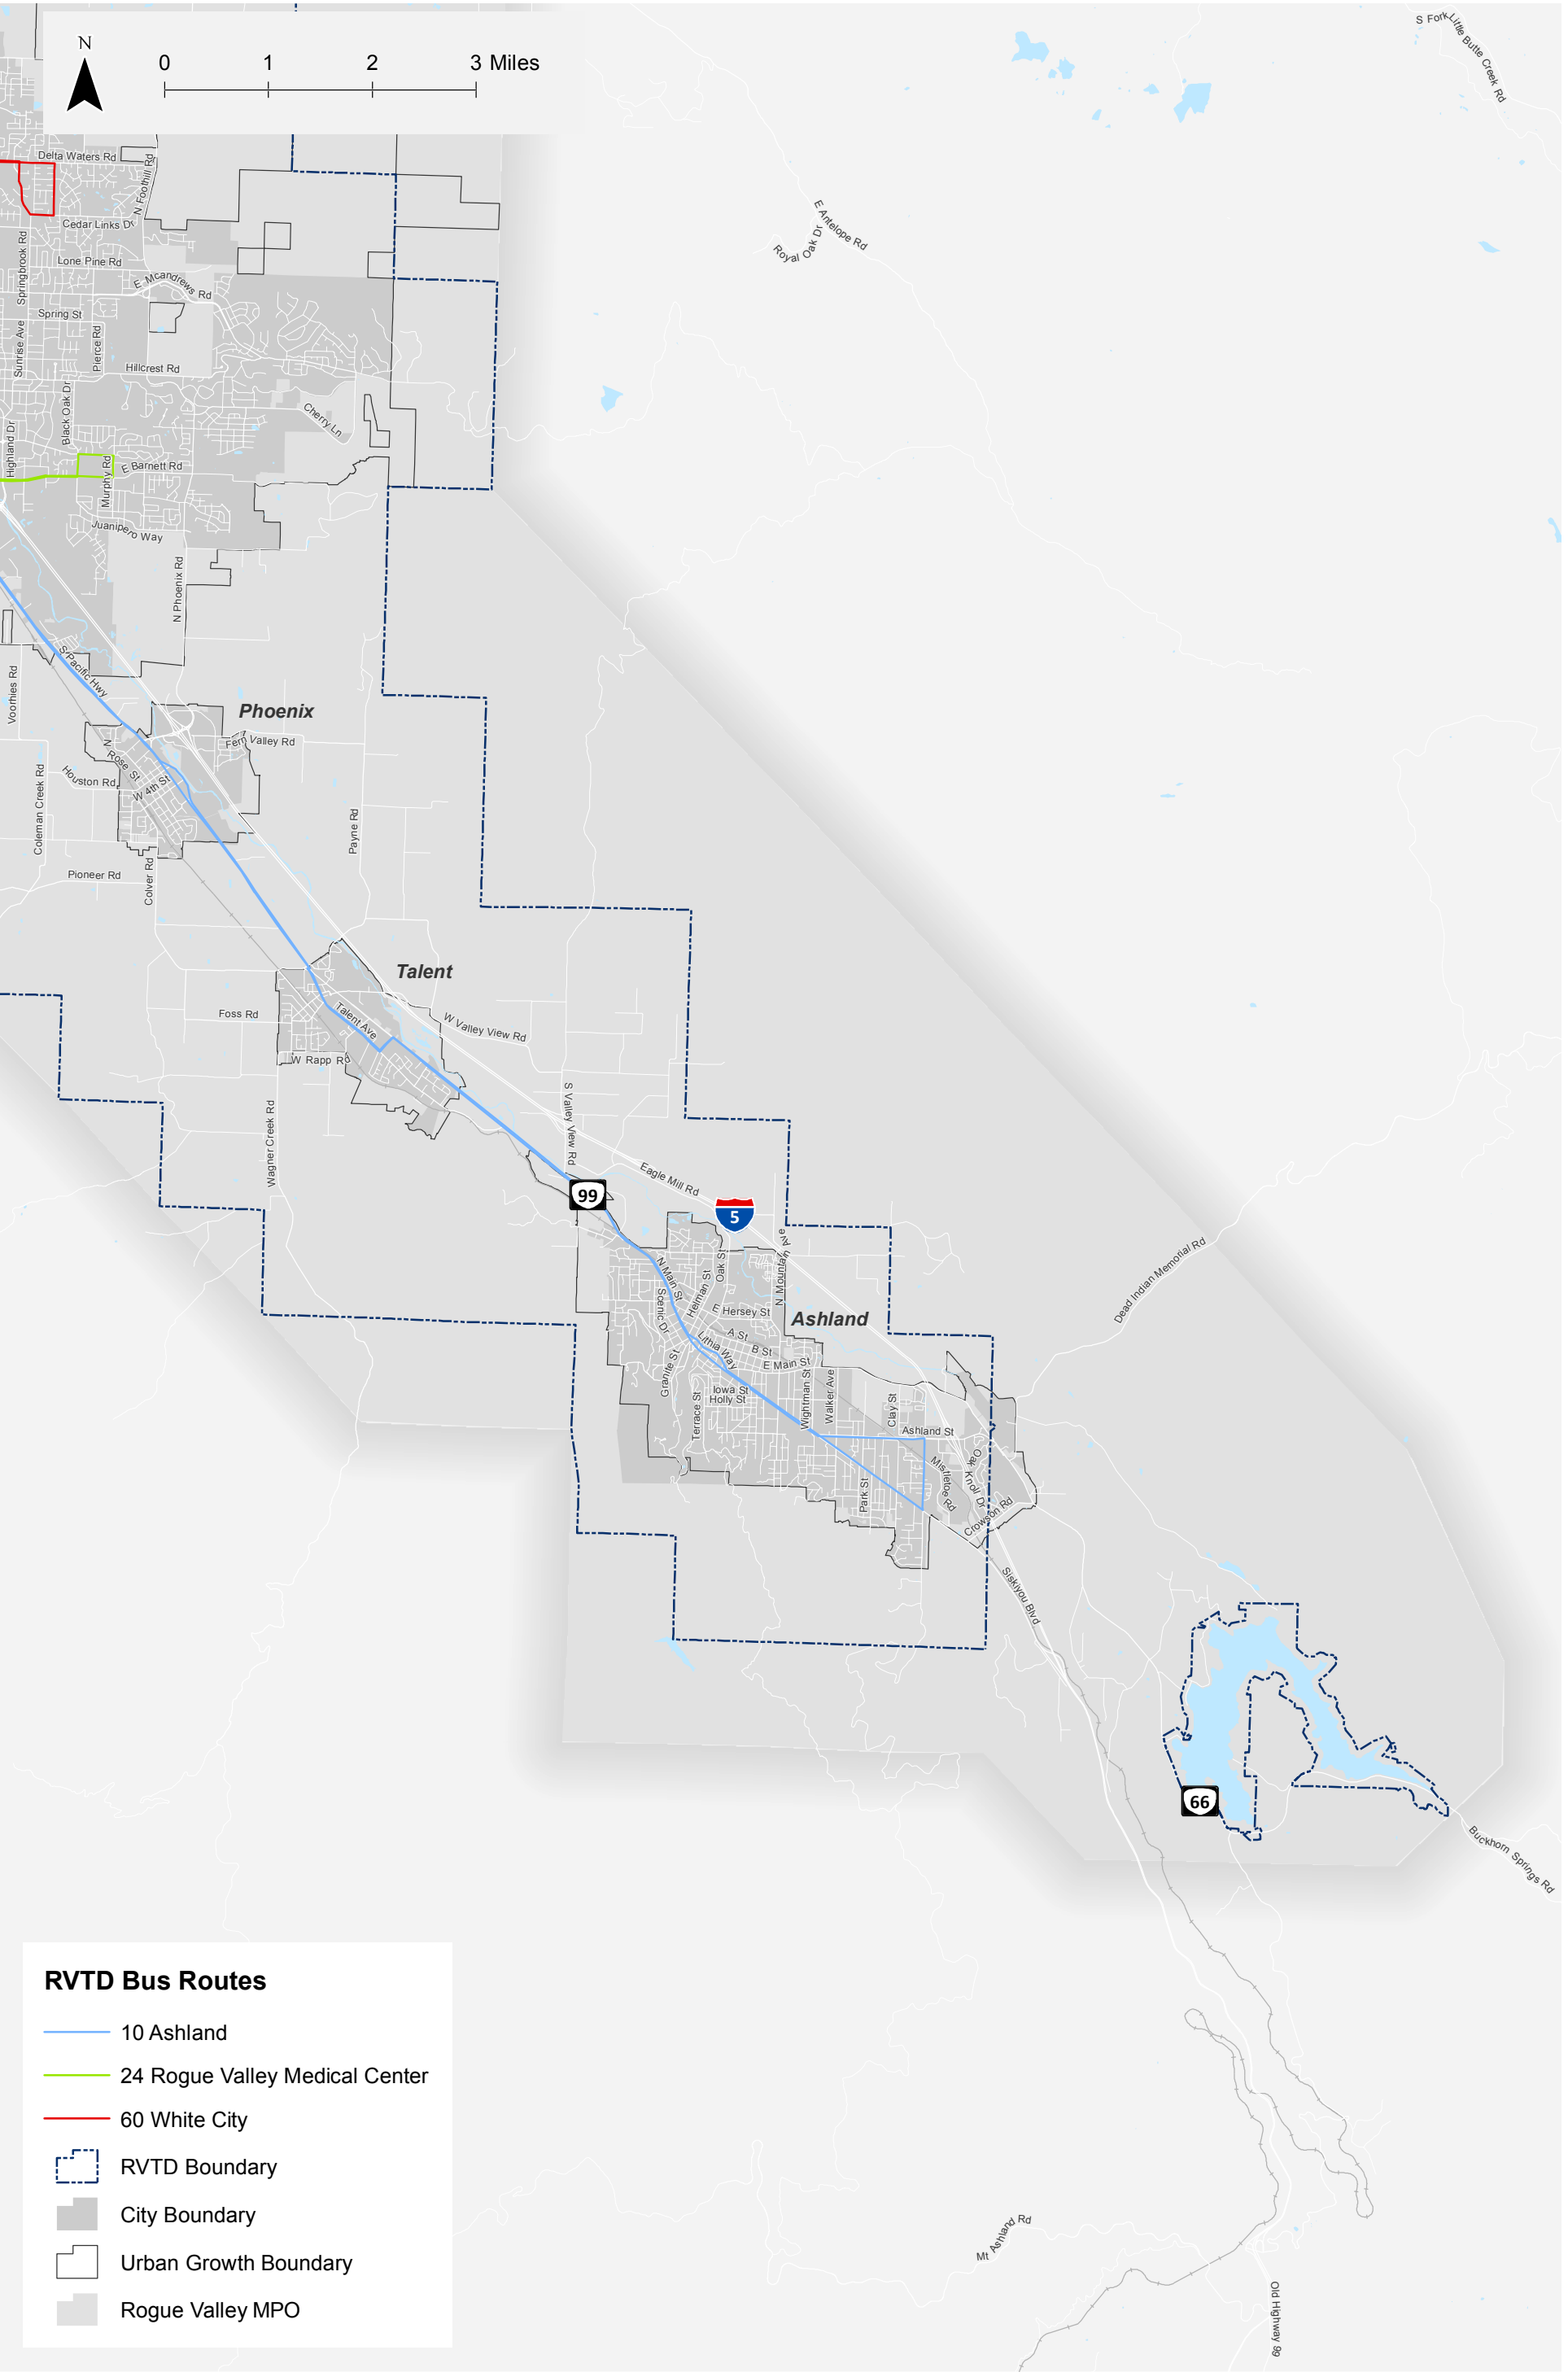 N
0 1 2 3 Miles
S Fork Little Butte Creek Rd
Delta Waters Rd
N Foothill Rd
Cedar Links Dr
Springbrook Rd
Lone Pine Rd
E Mcandrews Rd
E Antelope Rd
Royal Oak Dr
Spring St
Sunrise Ave
Pierce Rd
Hillcrest Rd
Black Oak Dr
Cherry Ln
Highland Dr
Murphy Rd
E Barnett Rd
Juanipero Way
N Phoenix Rd
S Pacific Hwy
Voorhies Rd
Phoenix
Fern Valley Rd
N Rose St
Houston Rd
W 4th St
Coleman Creek Rd
Payne Rd
Pioneer Rd
Colver Rd
Talent
Foss Rd
Talent Ave
W Valley View Rd
W Rapp Rd
Wagner Creek Rd
S Valley View Rd
Eagle Mill Rd
99
5
N Mountain Ave
Oak St
N Main St
Helman St
Scenic Dr
E Hersey St
Ashland
Dead Indian Memorial Rd
A St
Lithia Way
B St
E Main St
Granite St
Iowa St
Holly St
Terrace St
Wightman St
Walker Ave
Clay St
Ashland St
Park St
Mistletoe Rd
Oak Knoll Dr
Crowson Rd
Siskiyou Blvd
66
Buckhorn Springs Rd
Mt Ashland Rd
Old Highway 99
RVTD Bus Routes
10 Ashland
24 Rogue Valley Medical Center
60 White City
RVTD Boundary
City Boundary
Urban Growth Boundary
Rogue Valley MPO